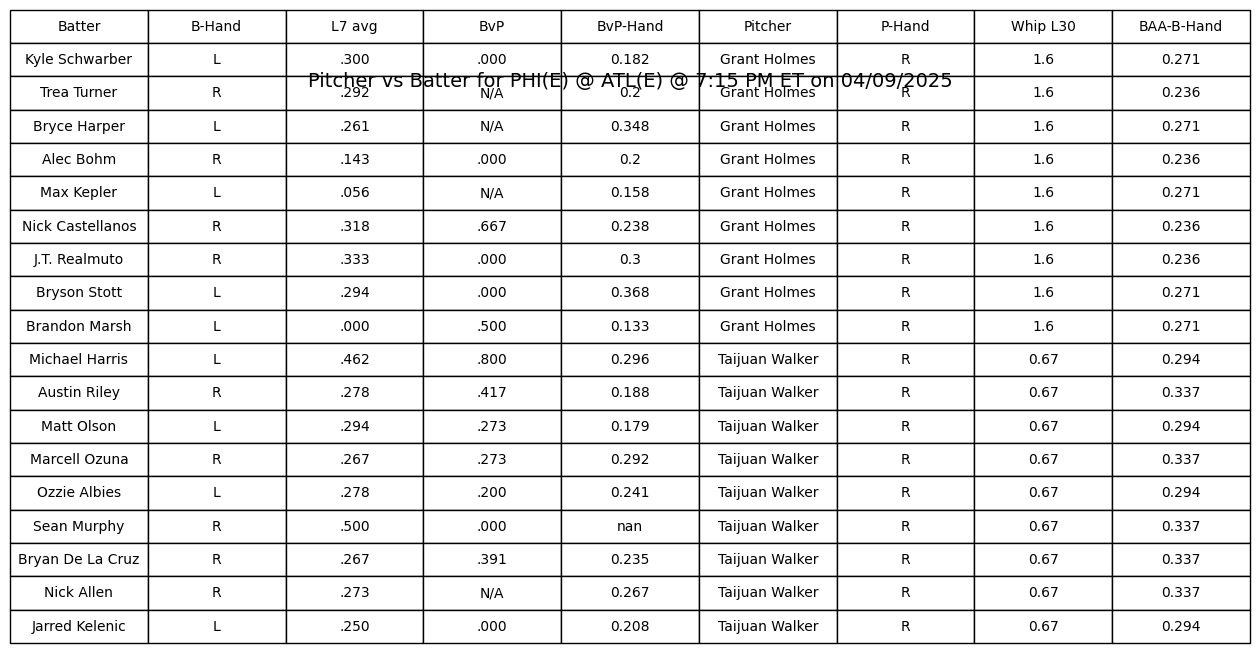 Batter B-Hand L7 avg BvP BvP-Hand Pitcher P-Hand Whip L30 BAA-B-Hand
Kyle Schwarber L .300 .000 0.182 Grant Holmes R 1.6 0.271
Pitcher vs Batter for PHI(E) @ ATL(E) @ 7:15 PM ET on 04/09/2025
Trea Turner R .292 N/A 0.2 Grant Holmes R 1.6 0.236
Bryce Harper L .261 N/A 0.348 Grant Holmes R 1.6 0.271
Alec Bohm R .143 .000 0.2 Grant Holmes R 1.6 0.236
Max Kepler L .056 N/A 0.158 Grant Holmes R 1.6 0.271
Nick Castellanos R .318 .667 0.238 Grant Holmes R 1.6 0.236
J.T. Realmuto R .333 .000 0.3 Grant Holmes R 1.6 0.236
Bryson Stott L .294 .000 0.368 Grant Holmes R 1.6 0.271
Brandon Marsh L .000 .500 0.133 Grant Holmes R 1.6 0.271
Michael Harris L .462 .800 0.296 Taijuan Walker R 0.67 0.294
Austin Riley R .278 .417 0.188 Taijuan Walker R 0.67 0.337
Matt Olson L .294 .273 0.179 Taijuan Walker R 0.67 0.294
Marcell Ozuna R .267 .273 0.292 Taijuan Walker R 0.67 0.337
Ozzie Albies L .278 .200 0.241 Taijuan Walker R 0.67 0.294
Sean Murphy R .500 .000 nan Taijuan Walker R 0.67 0.337
Bryan De La Cruz R .267 .391 0.235 Taijuan Walker R 0.67 0.337
Nick Allen R .273 N/A 0.267 Taijuan Walker R 0.67 0.337
Jarred Kelenic L .250 .000 0.208 Taijuan Walker R 0.67 0.294